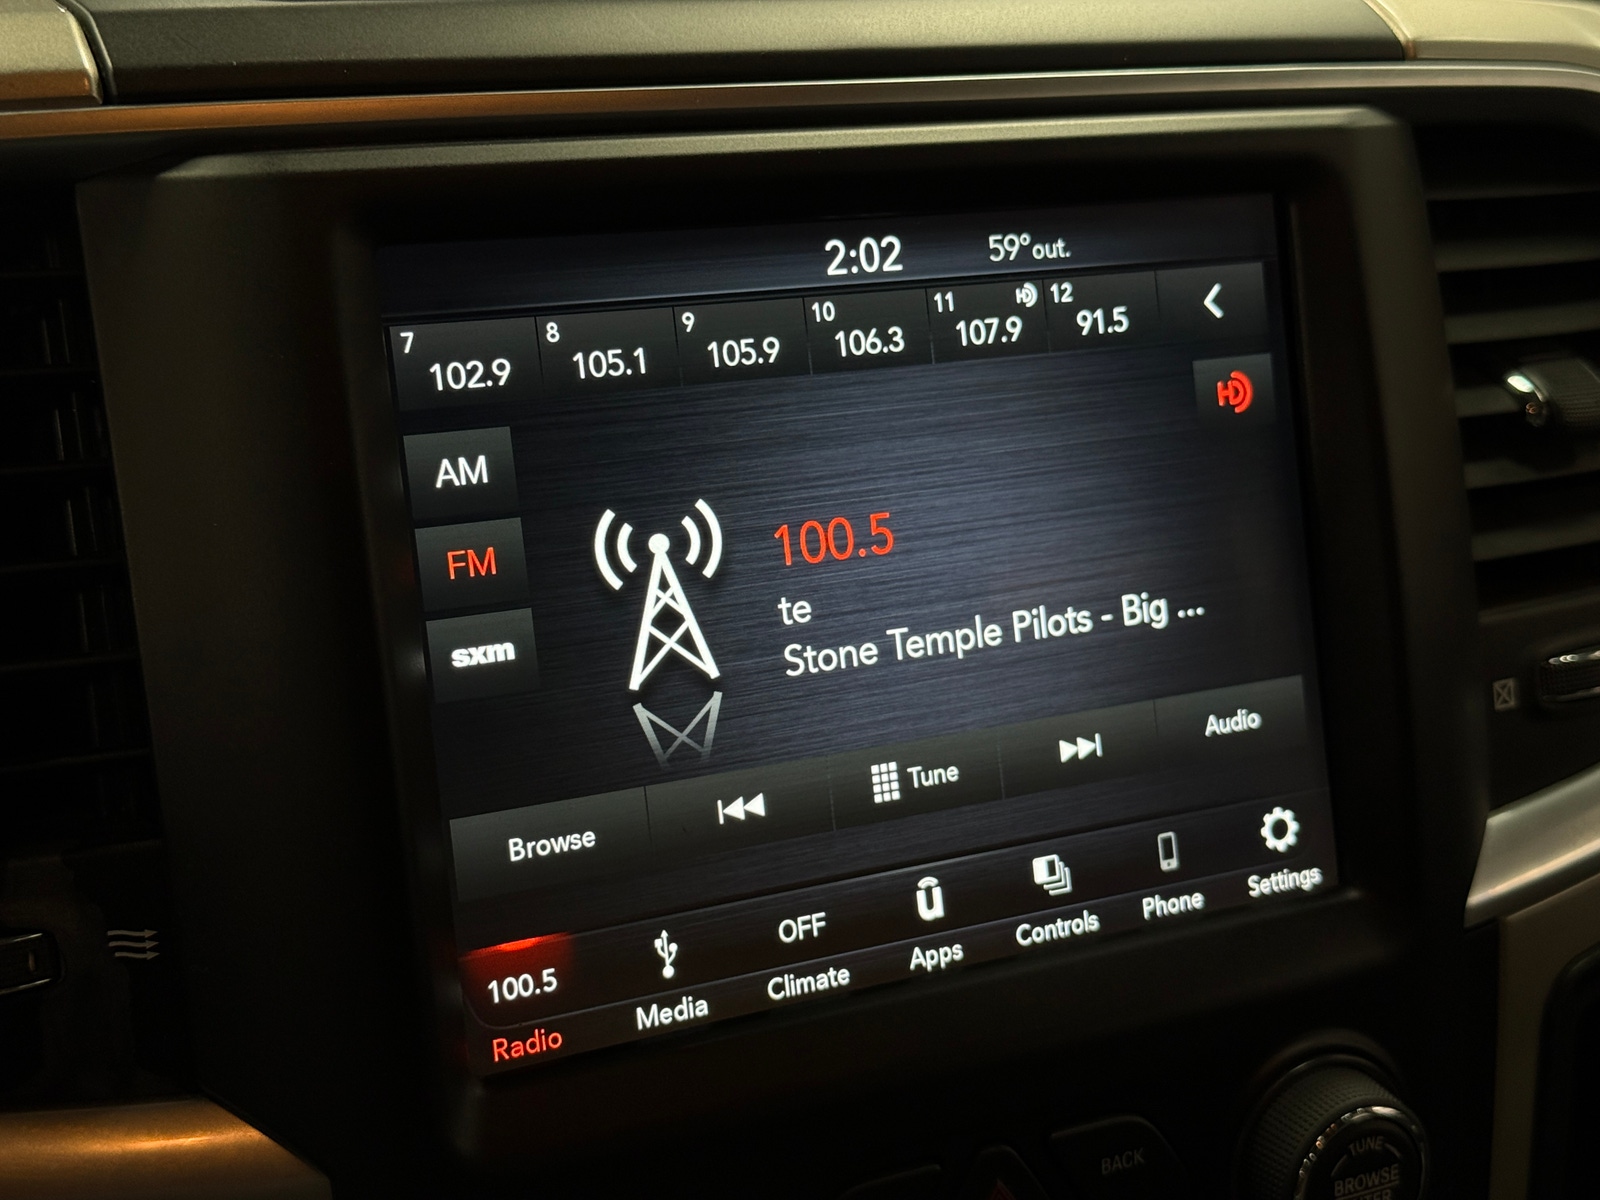 2:02 59° out.
7 102.9 8 105.1 9 105.9 10 106.3 11 HD 107.9 12 91.5
HD
AM
FM
sxm
100.5
te
Stone Temple Pilots - Big ...
Browse Tune Audio
100.5 OFF
Radio Media Climate Apps Controls Phone Settings
BACK
TUNE
BROWSE